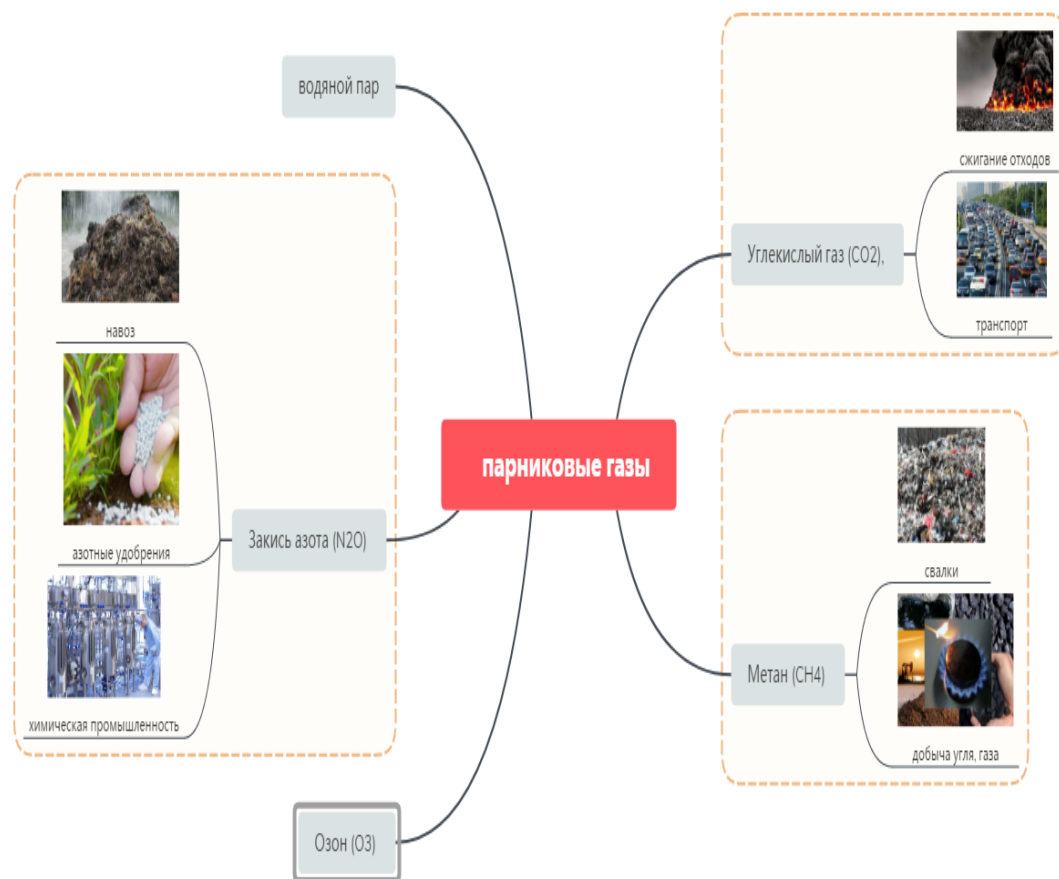 водяной пар
навоз
азотные удобрения
химическая промышленность
Закись азота (N2O)
Озон (O3)
парниковые газы
сжигание отходов
Углекислый газ (CO2),
транспорт
свалки
Метан (CH4)
добыча угля, газа